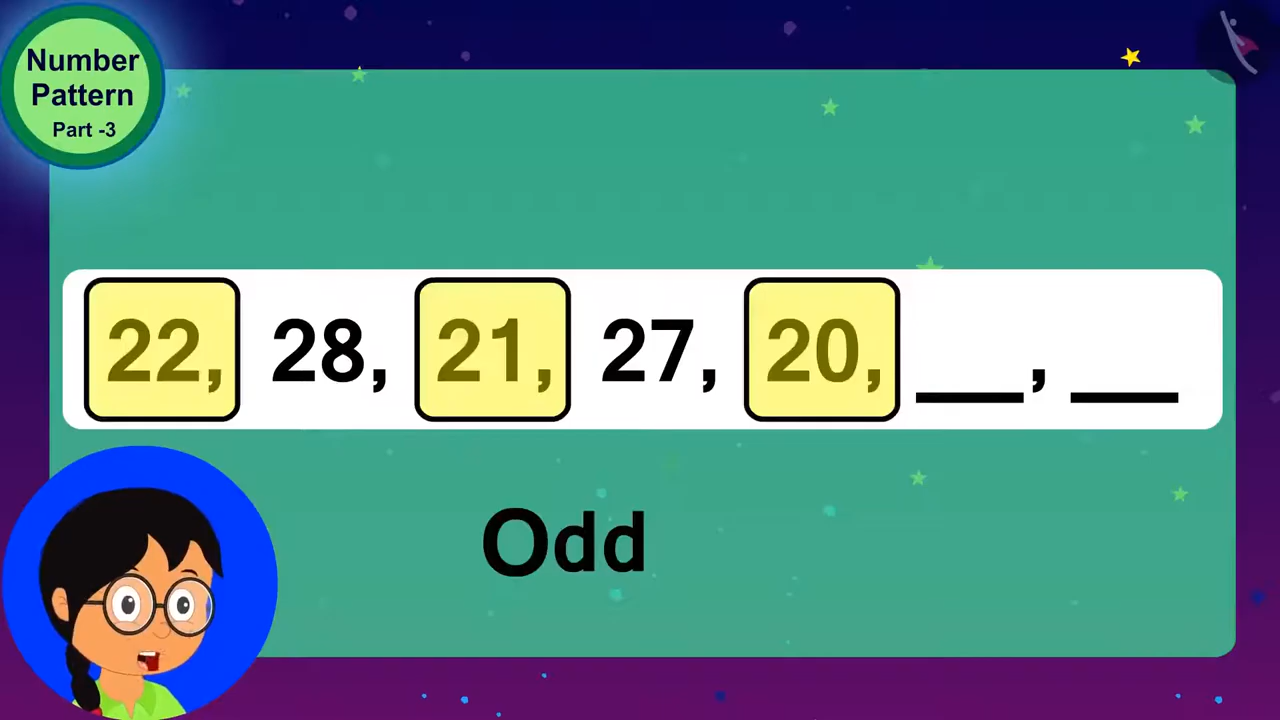 Number
Pattern
Part -3
22, 28, 21, 27, 20, ___, ___
Odd